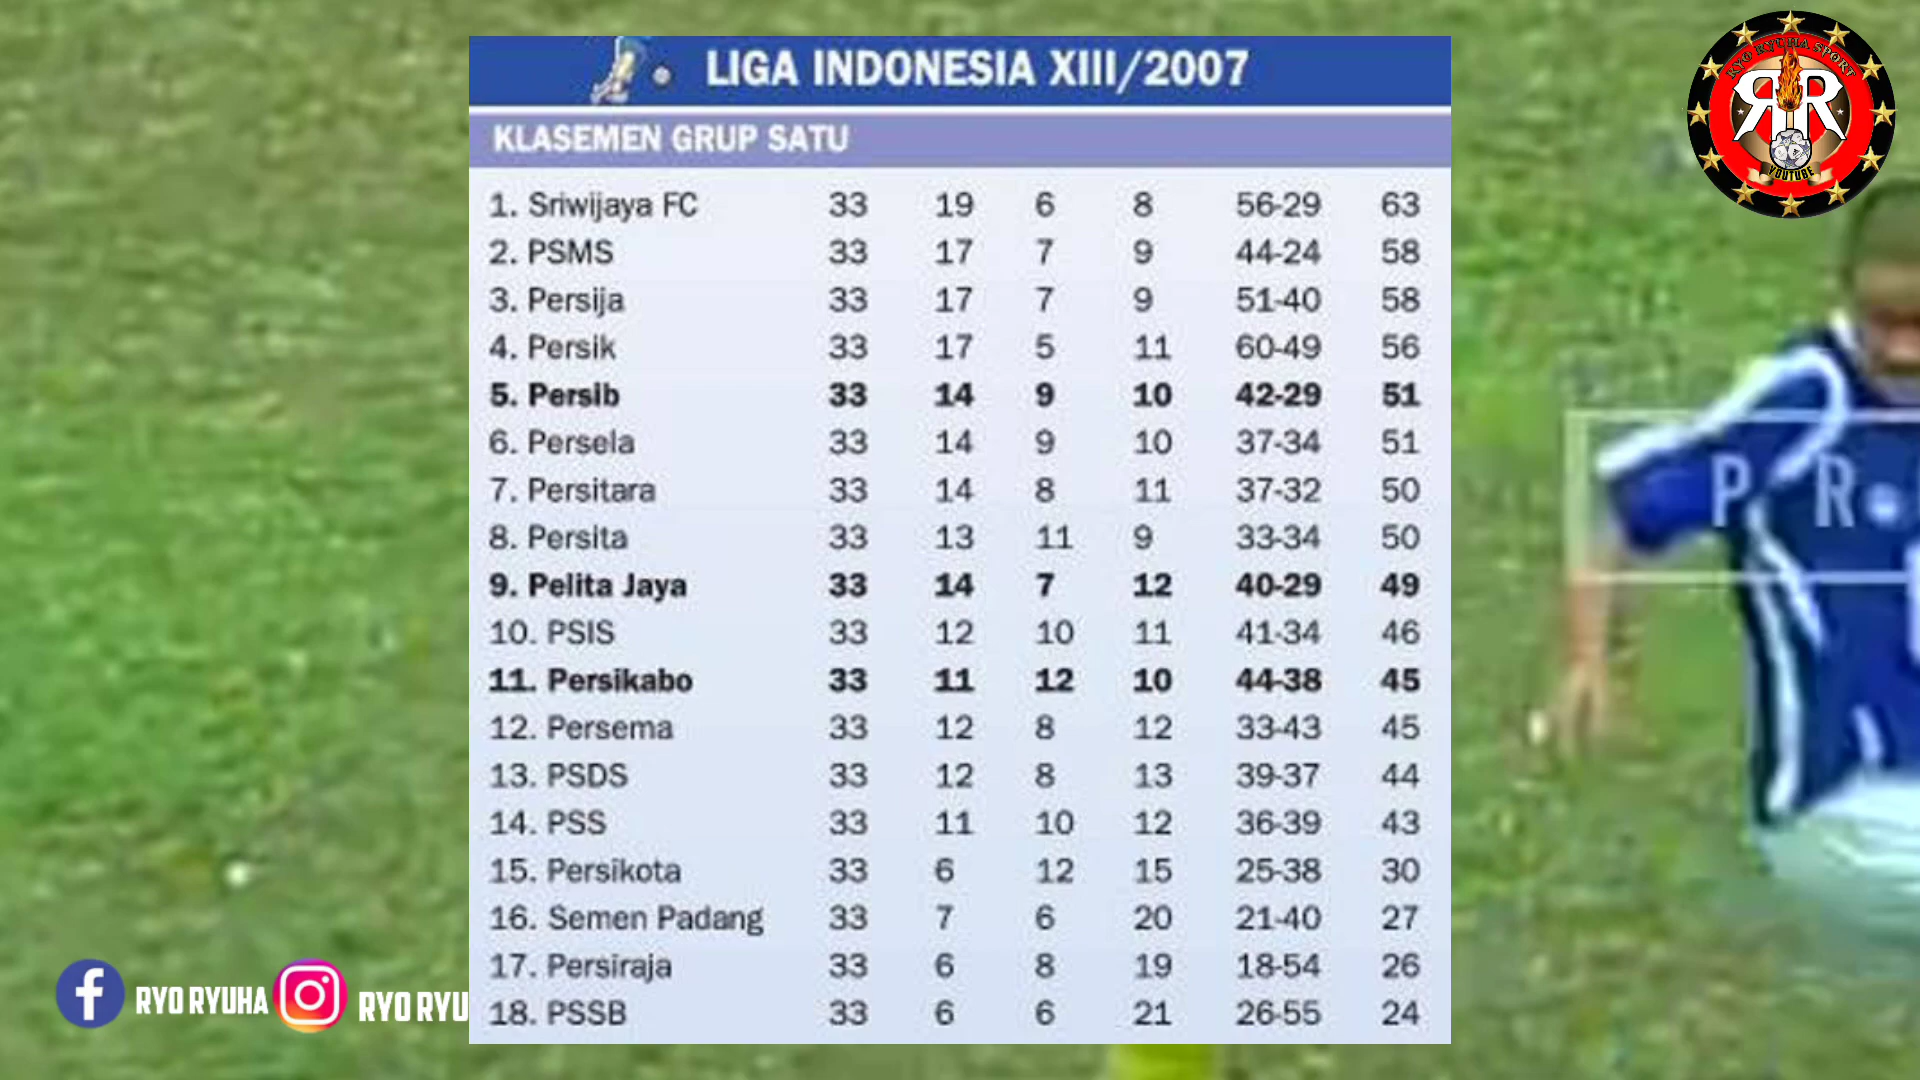 LIGA INDONESIA XIII/2007
KLASEMEN GRUP SATU
1. Sriwijaya FC 33 19 6 8 56-29 63
2. PSMS 33 17 7 9 44-24 58
3. Persija 33 17 7 9 51-40 58
4. Persik 33 17 5 11 60-49 56
5. Persib 33 14 9 10 42-29 51
6. Persela 33 14 9 10 37-34 51
7. Persitara 33 14 8 11 37-32 50
8. Persita 33 13 11 9 33-34 50
9. Pelita Jaya 33 14 7 12 40-29 49
10. PSIS 33 12 10 11 41-34 46
11. Persikabo 33 11 12 10 44-38 45
12. Persema 33 12 8 12 33-43 45
13. PSDS 33 12 8 13 39-37 44
14. PSS 33 11 10 12 36-39 43
15. Persikota 33 6 12 15 25-38 30
16. Semen Padang 33 7 6 20 21-40 27
17. Persiraja 33 6 8 19 18-54 26
18. PSSB 33 6 6 21 26-55 24
RYO RYUHA SPORT
RR
YOUTUBE
P R
f RYO RYUHA RYO RYU